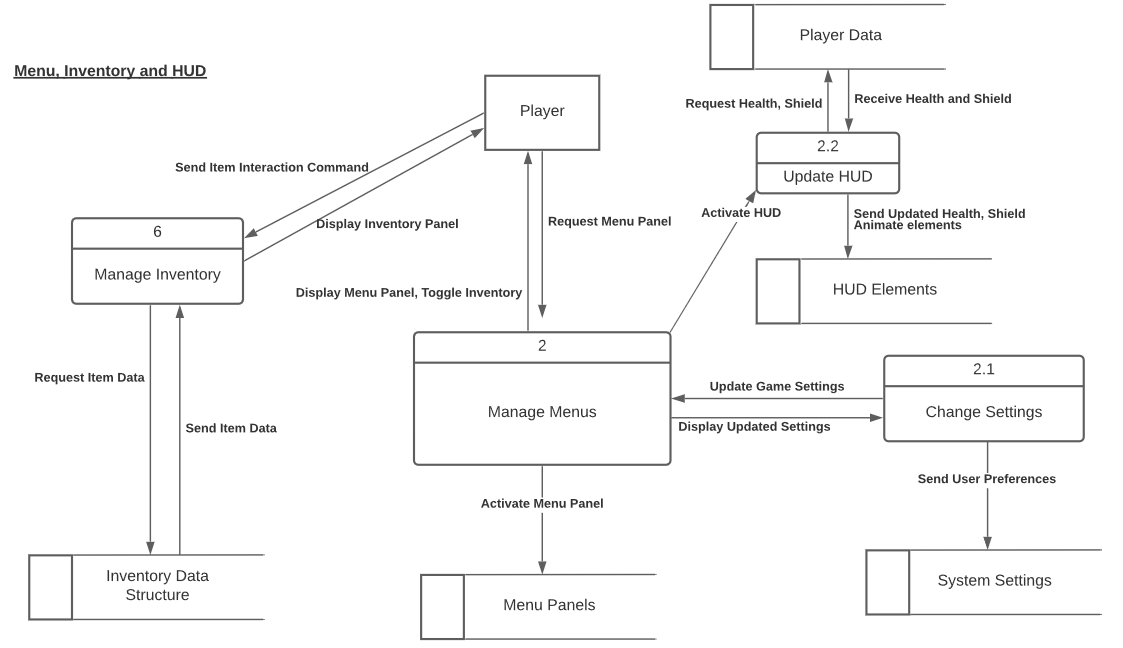 Player Data
Menu, Inventory and HUD
Player
Request Health, Shield
Receive Health and Shield
2.2
Update HUD
Send Item Interaction Command
Display Inventory Panel
Request Menu Panel
Activate HUD
Send Updated Health, Shield
Animate elements
6
Manage Inventory
Display Menu Panel, Toggle Inventory
HUD Elements
2
Manage Menus
2.1
Change Settings
Update Game Settings
Display Updated Settings
Request Item Data
Send Item Data
Activate Menu Panel
Send User Preferences
Inventory Data
Structure
Menu Panels
System Settings